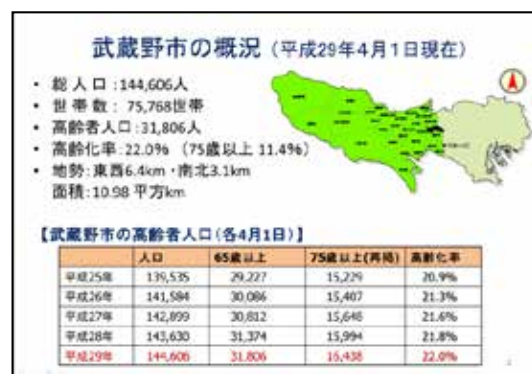 武蔵野市の概況（平成29年4月1日現在）
• 総人口：144,606人
• 世帯数：75,768世帯
• 高齢者人口：31,806人
• 高齢化率：22.0%（75歳以上 11.4%）
• 地勢：東西6.4km・南北3.1km
面積：10.98 平方km
【武蔵野市の高齢者人口（各4月1日）】
人口 65歳以上 75歳以上(再掲) 高齢化率
平成25年 139,535 29,227 15,229 20.9%
平成26年 141,584 30,086 15,407 21.3%
平成27年 142,899 30,812 15,648 21.6%
平成28年 143,630 31,374 15,994 21.8%
平成29年 144,606 31,806 16,438 22.0%